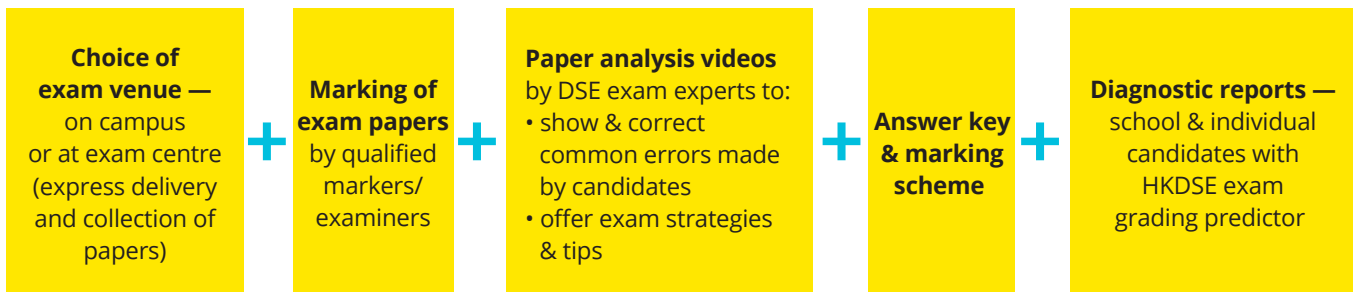 Choice of
exam venue —
on campus
or at exam centre
(express delivery
and collection of
papers)
+
Marking of
exam papers
by qualified
markers/
examiners
+
Paper analysis videos
by DSE exam experts to:
• show & correct
common errors made
by candidates
• offer exam strategies
& tips
+
Answer key
& marking
scheme
+
Diagnostic reports —
school & individual
candidates with
HKDSE exam
grading predictor